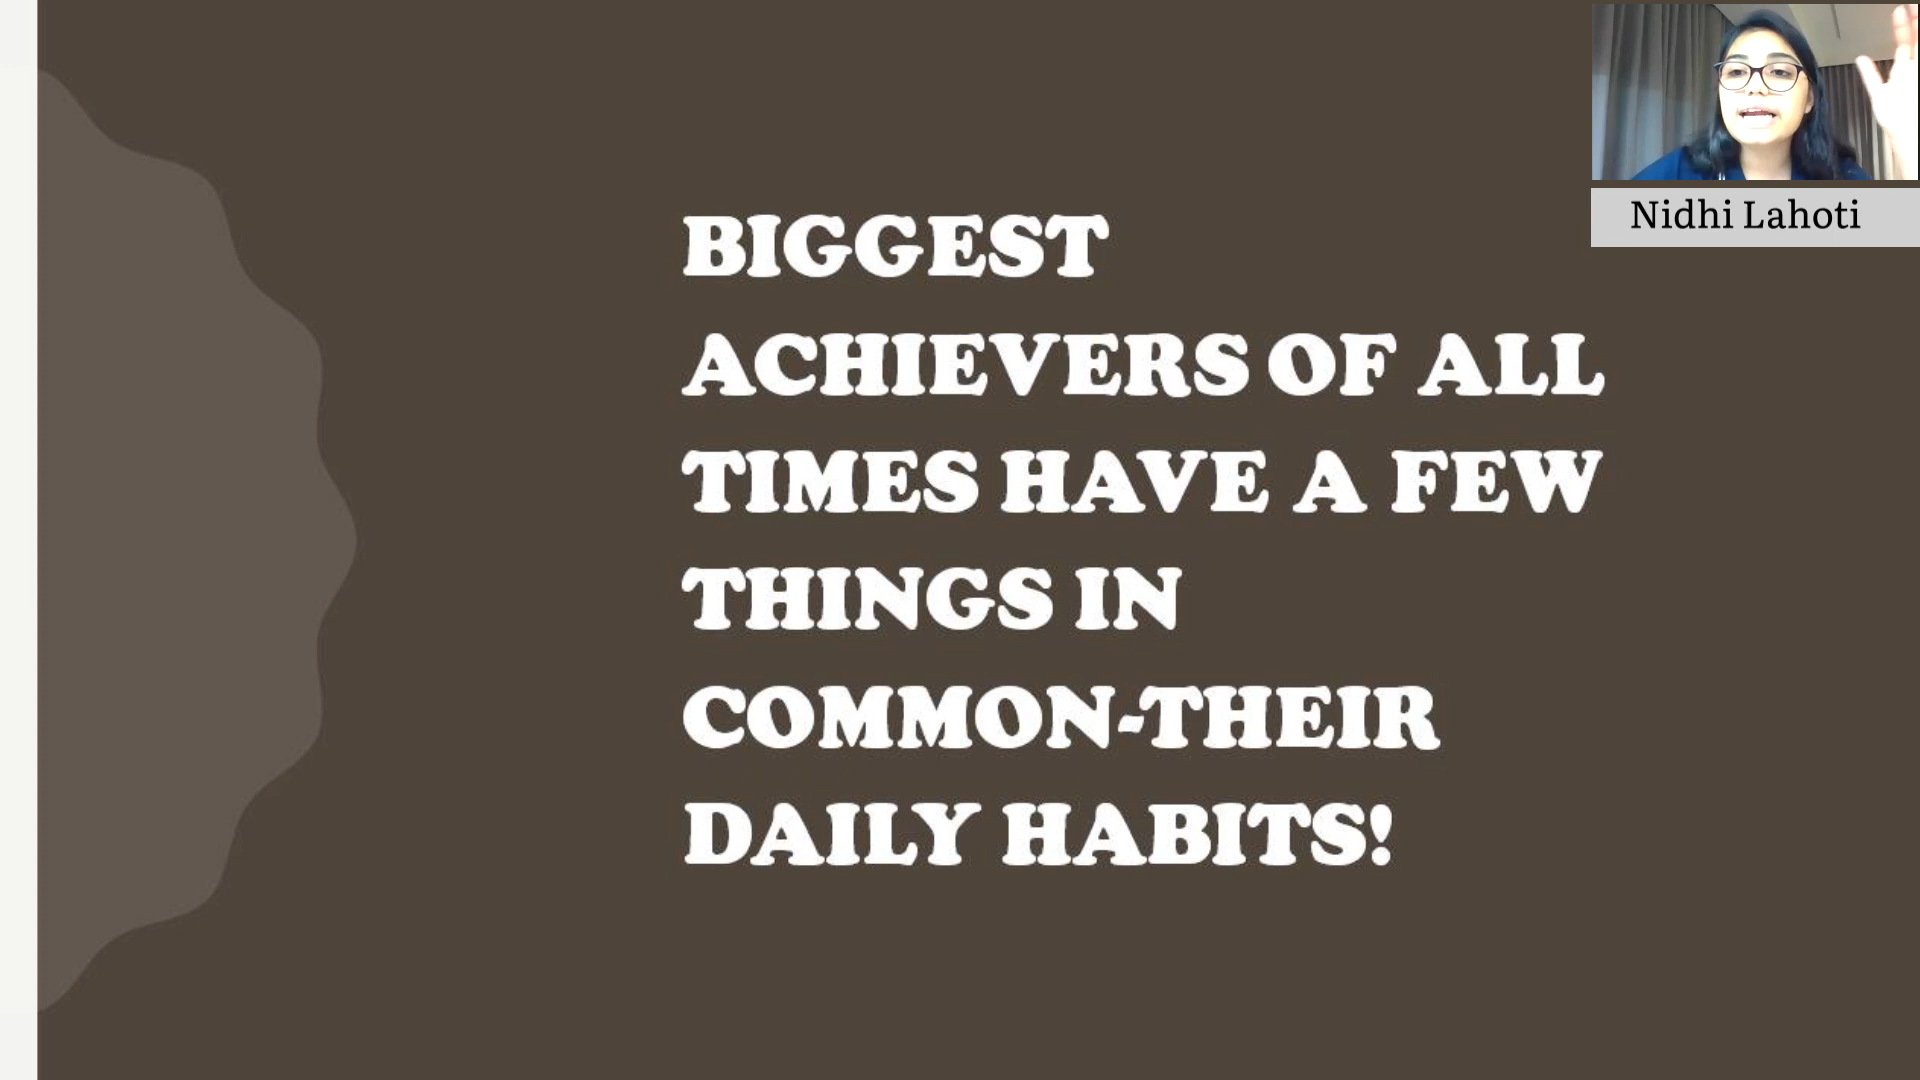 Nidhi Lahoti
BIGGEST
ACHIEVERS OF ALL
TIMES HAVE A FEW
THINGS IN
COMMON-THEIR
DAILY HABITS!